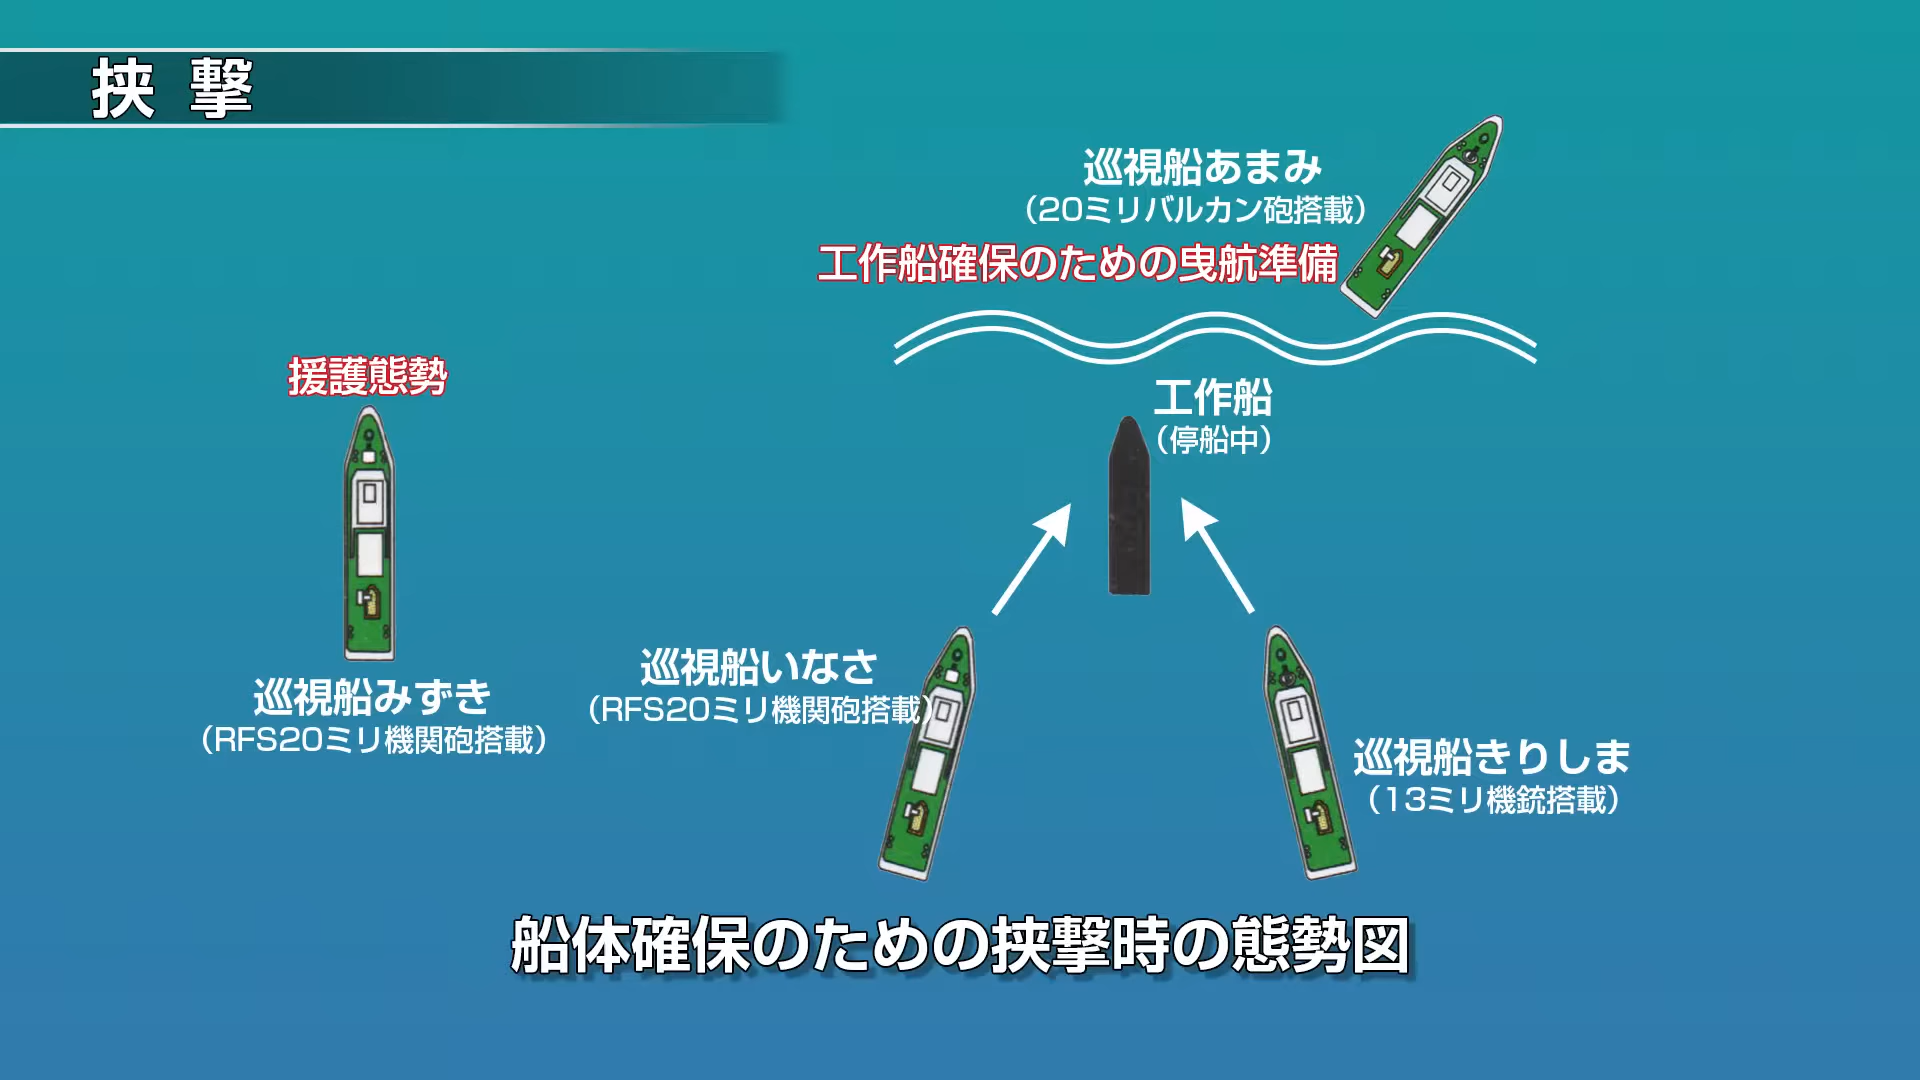 挟撃
巡視船あまみ
（20ミリバルカン砲搭載）
工作船確保のための曳航準備
援護態勢
工作船
（停船中）
巡視船みずき
（RFS20ミリ機関砲搭載）
巡視船いなさ
（RFS20ミリ機関砲搭載）
巡視船きりしま
（13ミリ機銃搭載）
船体確保のための挟撃時の態勢図